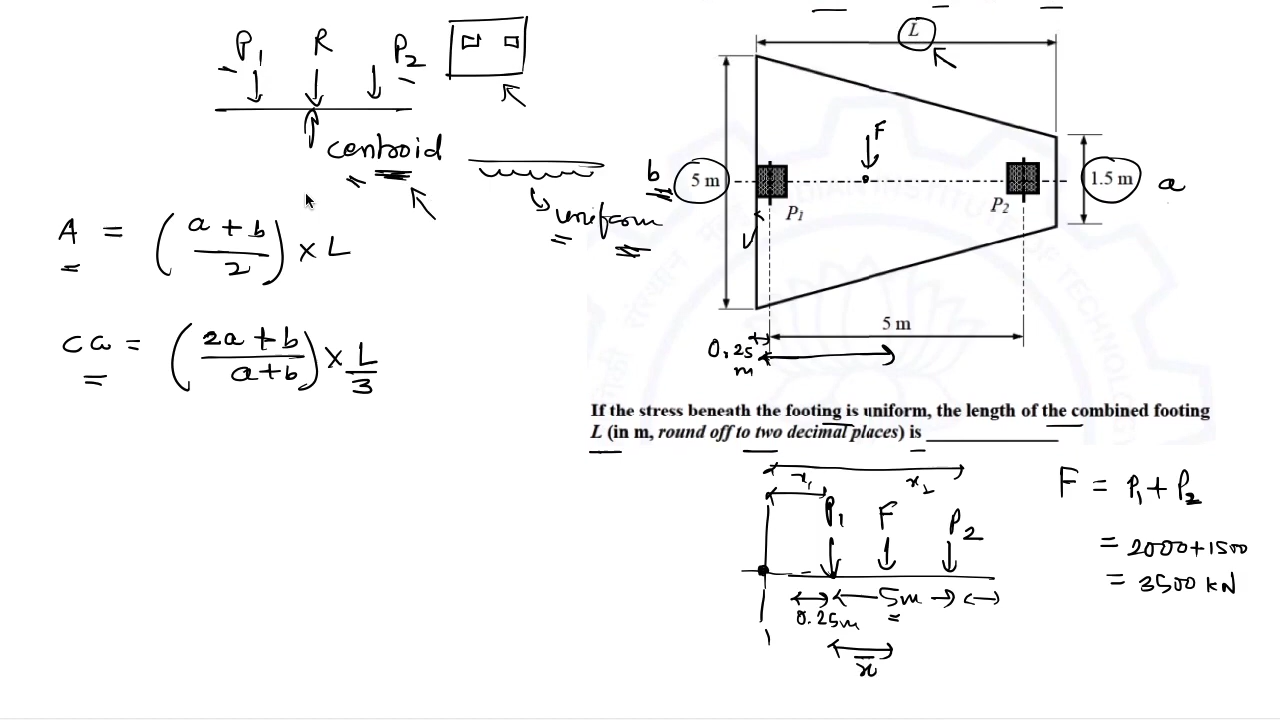 P1 R P2
centroid
uniform
A = (a + b / 2) × L
CG = (2a + b / a + b) × L/3
L
F
b 5 m
1.5 m a
P1
P2
5 m
0.25 m
If the stress beneath the footing is uniform, the length of the combined footing
L (in m, round off to two decimal places) is ____________
x1 x2
P1 F P2
5m
0.25m
x̄
F = P1 + P2
= 2000+1500
= 3500 kN